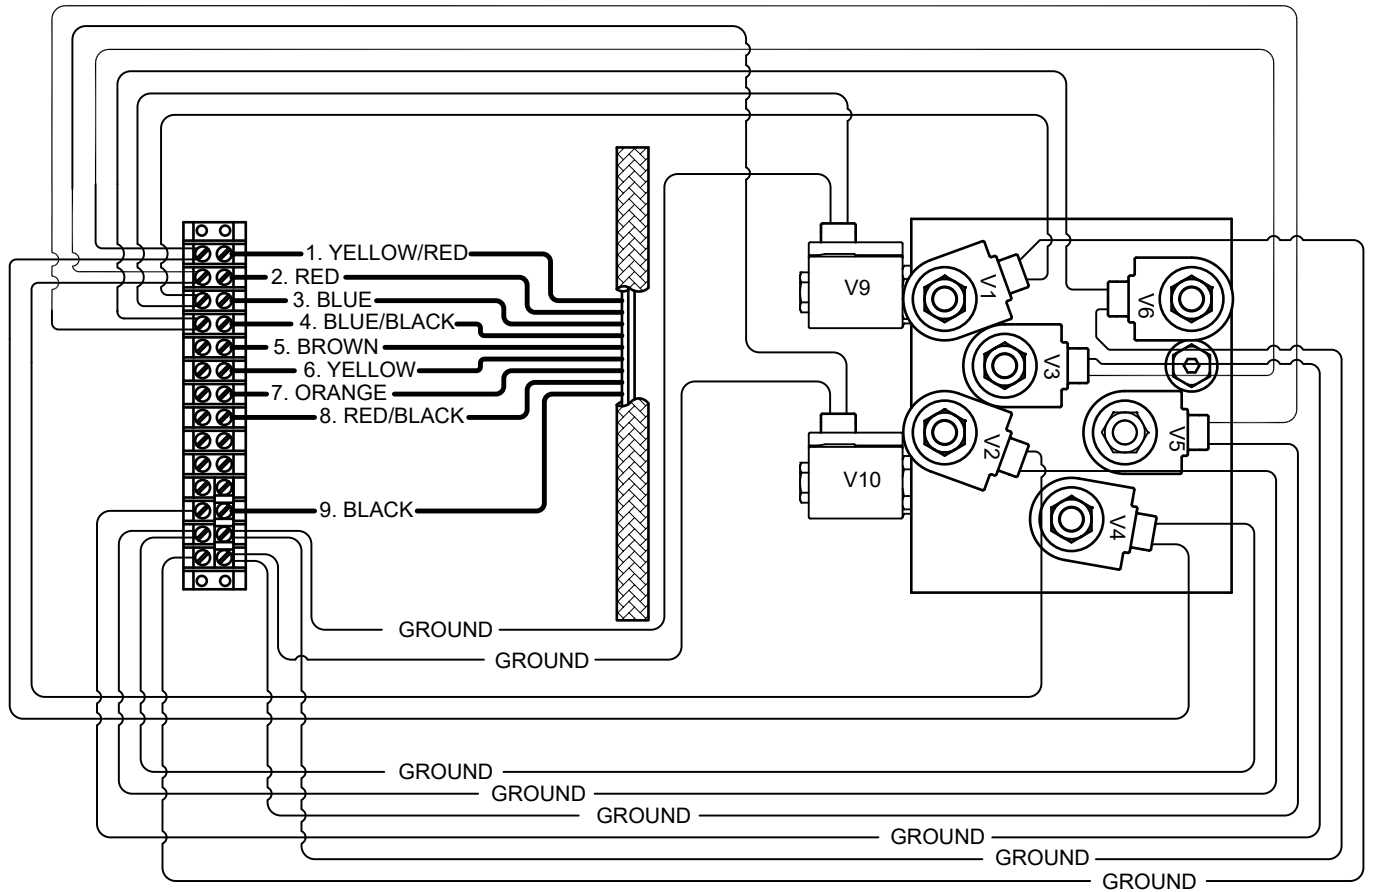 1. YELLOW/RED
2. RED
3. BLUE
4. BLUE/BLACK
5. BROWN
6. YELLOW
7. ORANGE
8. RED/BLACK
9. BLACK
V9
V1
V6
V3
V5
V2
V10
V4
GROUND
GROUND
GROUND
GROUND
GROUND
GROUND
GROUND
GROUND